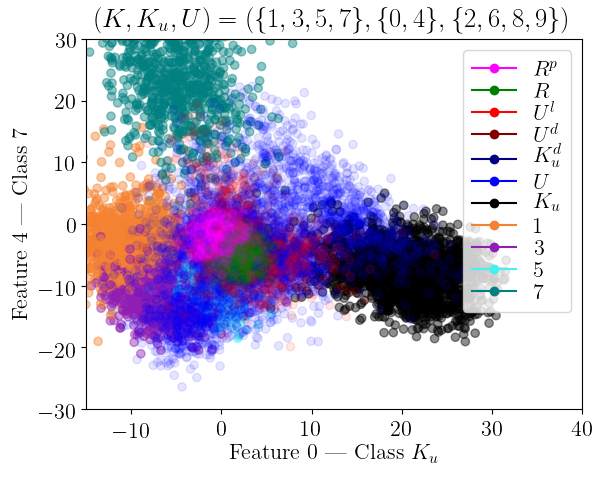 (K, K_u, U) = ({1, 3, 5, 7}, {0, 4}, {2, 6, 8, 9})
30
20
10
0
−10
−20
−30
Feature 4 — Class 7
R^p
R
U^l
U^d
K_u^d
U
K_u
1
3
5
7
−10
0
10
20
30
40
Feature 0 — Class K_u